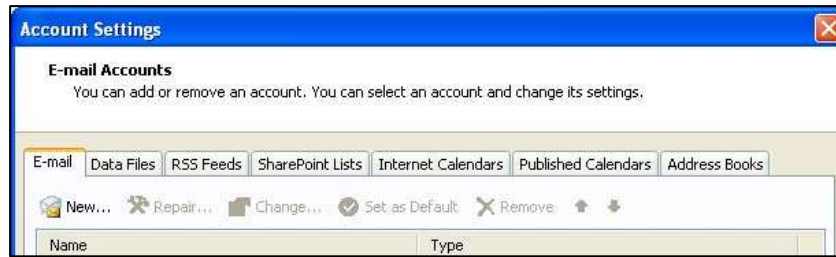 Account Settings
E-mail Accounts
You can add or remove an account. You can select an account and change its settings.
E-mail Data Files RSS Feeds SharePoint Lists Internet Calendars Published Calendars Address Books
New... Repair... Change... Set as Default Remove
Name Type